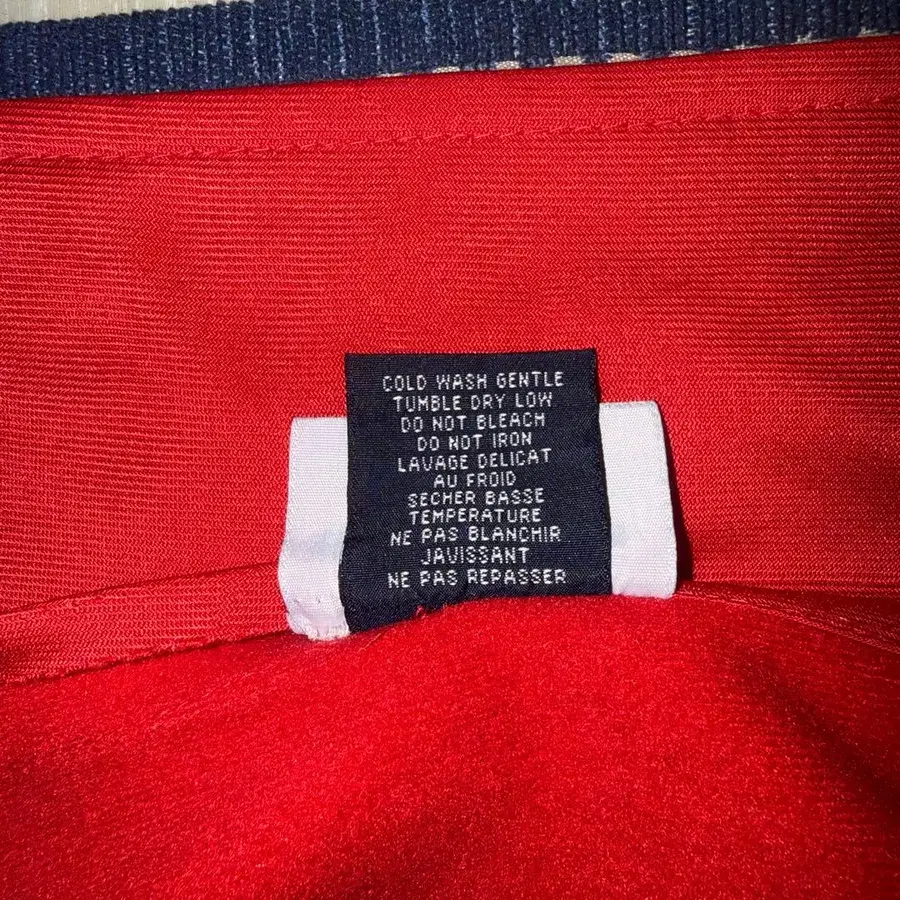 COLD WASH GENTLE
TUMBLE DRY LOW
DO NOT BLEACH
DO NOT IRON
LAVAGE DELICAT
AU FROID
SECHER BASSE
TEMPERATURE
NE PAS BLANCHIR
JAVISSANT
NE PAS REPASSER